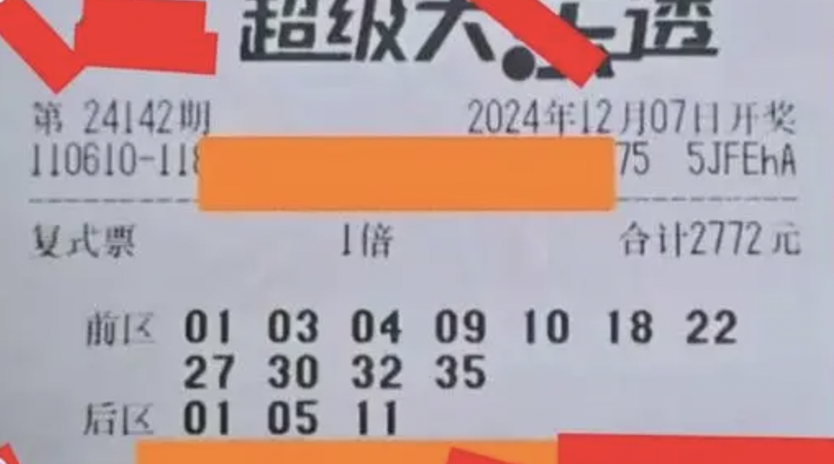 超级大乐透
第 24142期 2024年12月07日开奖
110610-118 75 5JFEhA
复式票 1倍 合计2772元
前区 01 03 04 09 10 18 22
27 30 32 35
后区 01 05 11